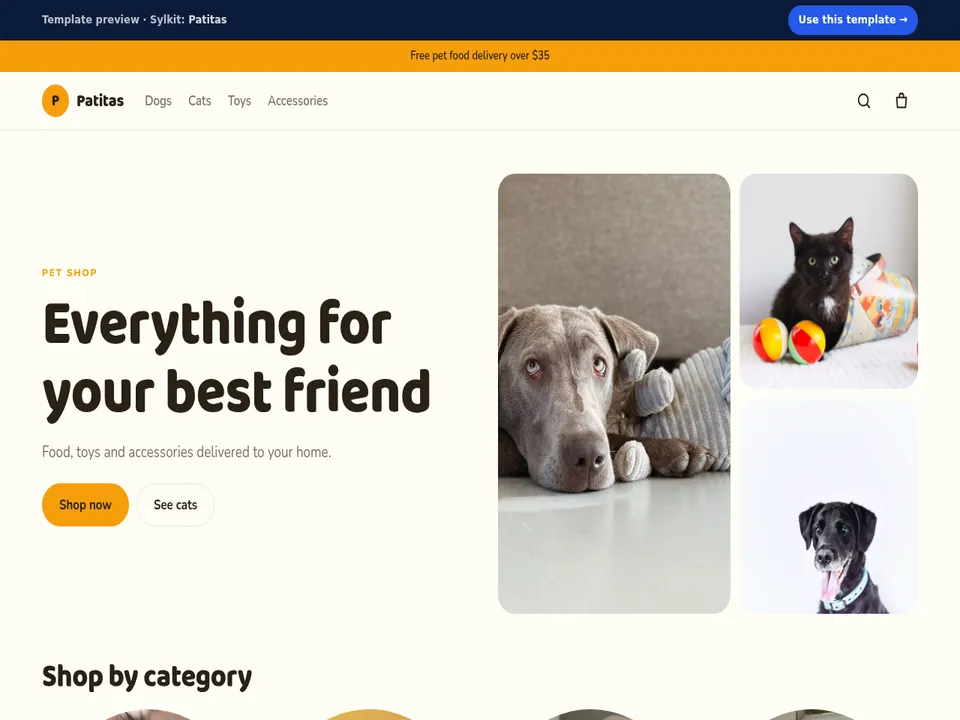 Template preview · Sylkit: Patitas
Use this template →
Free pet food delivery over $35
P
Patitas
Dogs
Cats
Toys
Accessories
PET SHOP
Everything for
your best friend
Food, toys and accessories delivered to your home.
Shop now
See cats
Shop by category